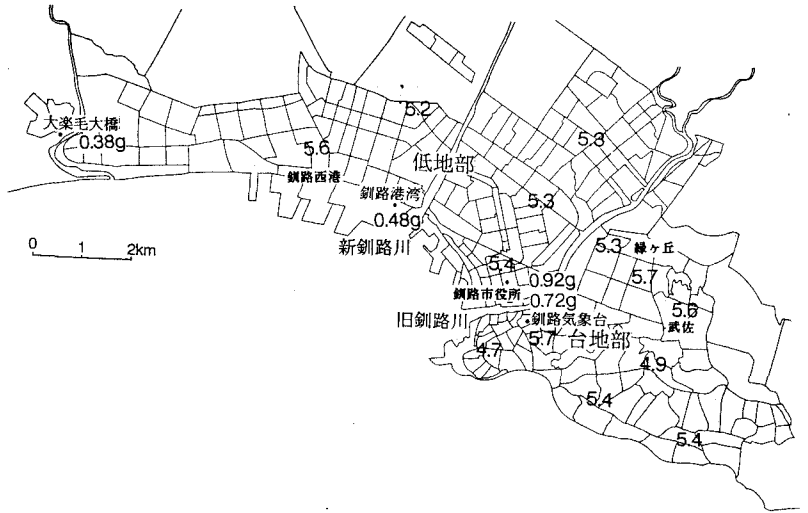 5.2
大楽毛大橋
0.38g
5.6
5.3
低地部
釧路西港
釧路港湾
5.3
0.48g
新釧路川
5.3
緑ヶ丘
0 1 2km
5.4
0.92g
5.7
釧路市役所
0.72g
5.6
旧釧路川
釧路気象台
武佐
4.7
5.7
台地部
4.9
5.4
5.4